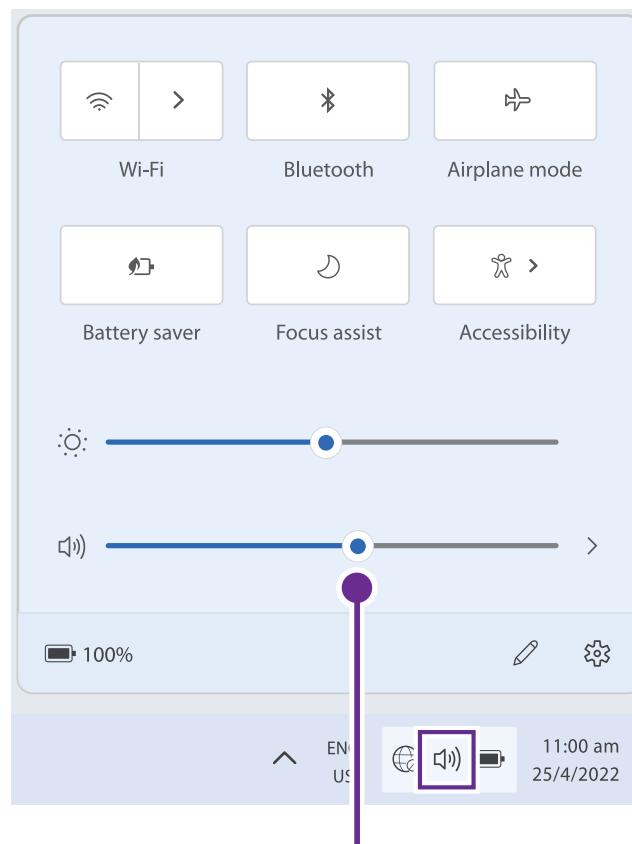 Wi-Fi
Bluetooth
Airplane mode
Battery saver
Focus assist
Accessibility
100%
11:00 am
25/4/2022